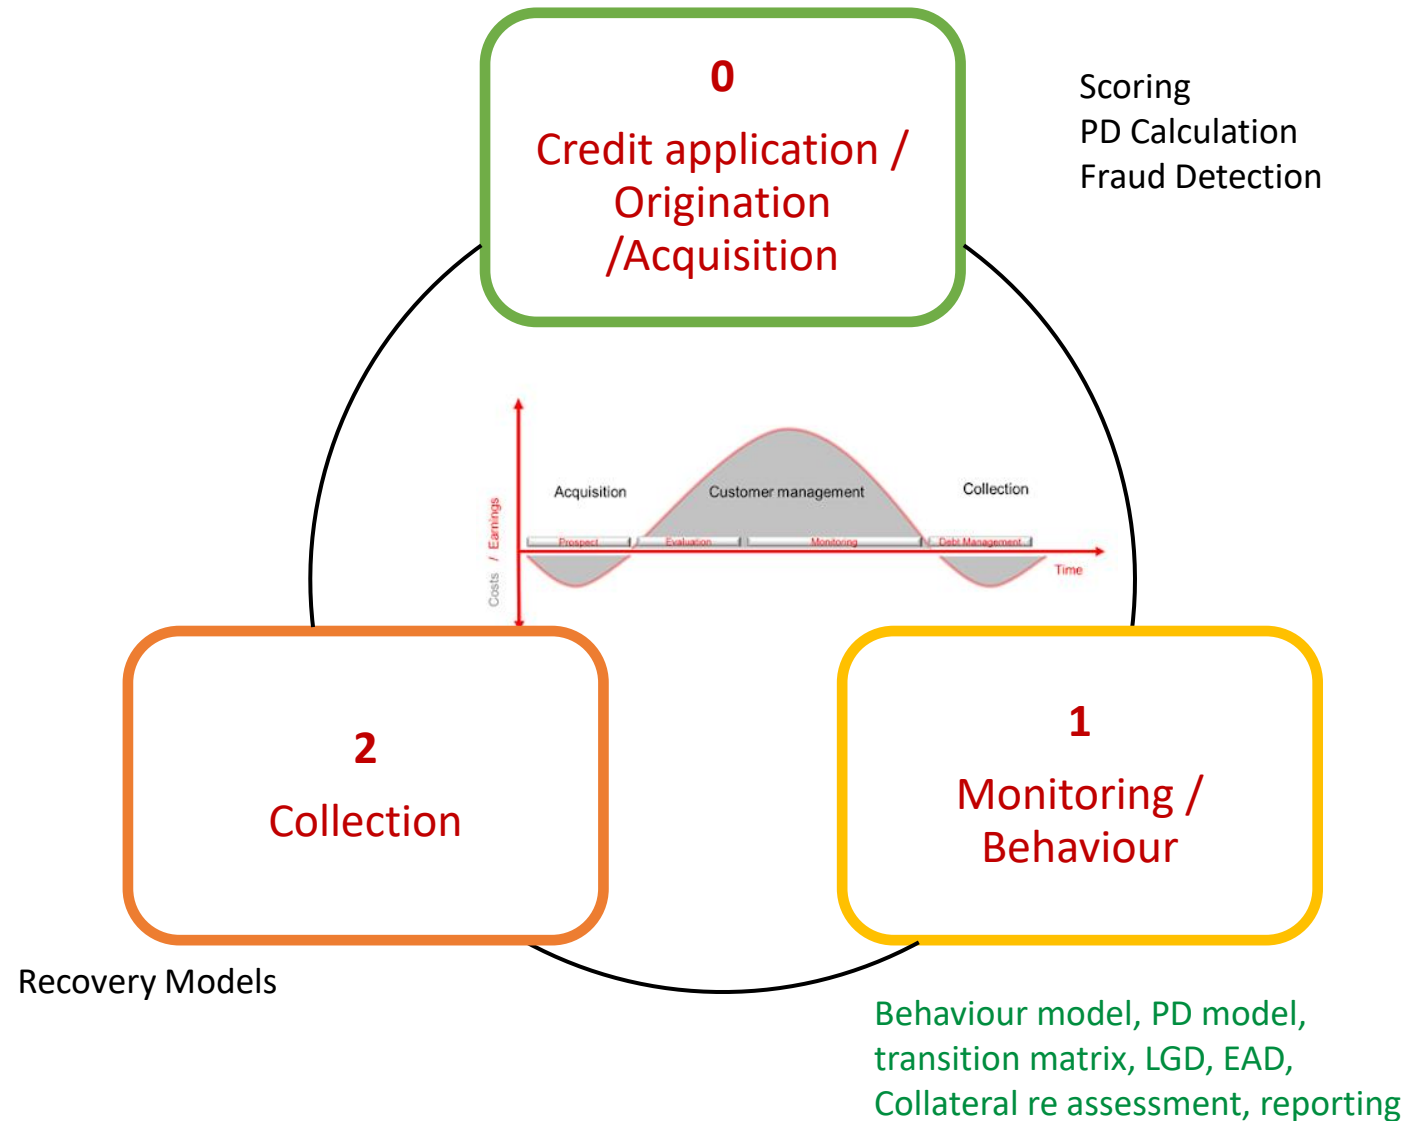 0
Credit application /
Origination
/Acquisition
Scoring
PD Calculation
Fraud Detection
Acquisition
Customer management
Collection
Costs / Earnings
Prospect
Evaluation
Monitoring
Debt Management
Time
2
Collection
1
Monitoring /
Behaviour
Recovery Models
Behaviour model, PD model,
transition matrix, LGD, EAD,
Collateral re assessment, reporting